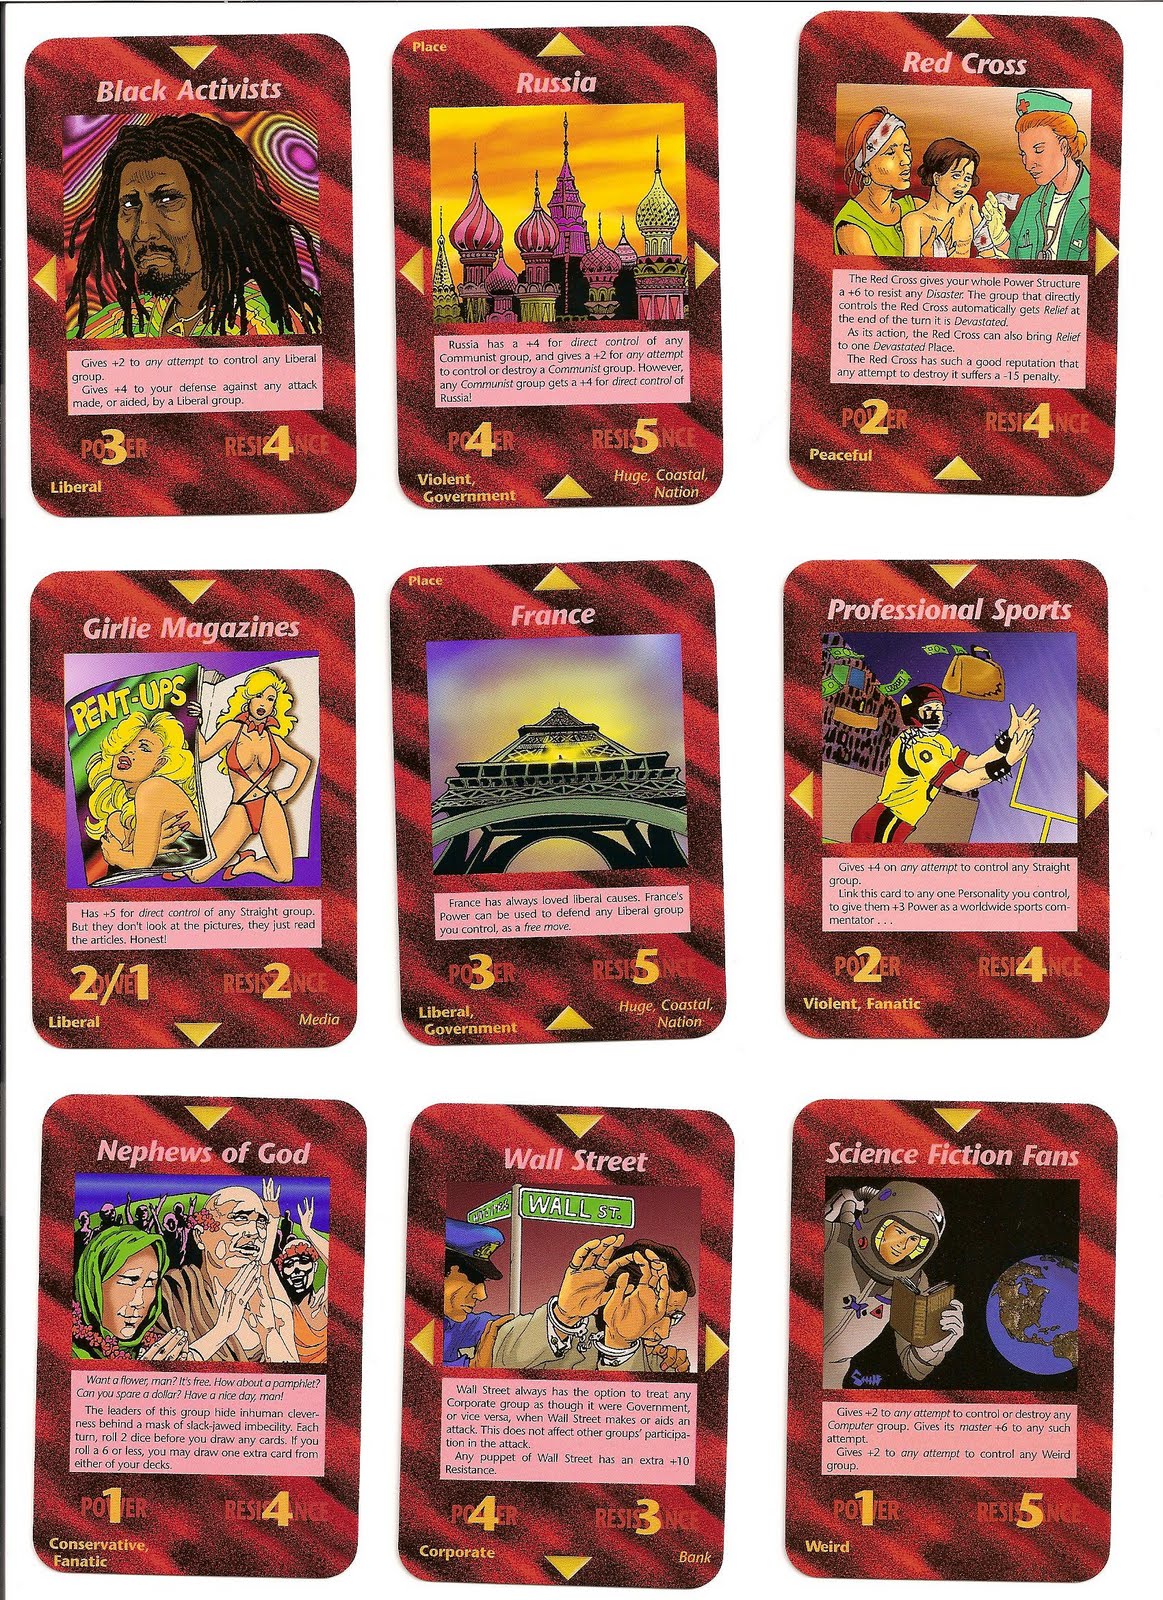 Black Activists
Gives +2 to any attempt to control any Liberal
group.
Gives +4 to your defense against any attack
made, or aided, by a Liberal group.
POWER 3
RESISTANCE 4
Liberal
Place
Russia
Russia has a +4 for direct control of any
Communist group, and gives a +2 for any attempt
to control or destroy a Communist group. However,
any Communist group gets a +4 for direct control of
Russia!
POWER 4
RESISTANCE 5
Violent,
Government
Huge, Coastal,
Nation
Red Cross
The Red Cross gives your whole Power Structure
a +6 to resist any Disaster. The group that directly
controls the Red Cross automatically gets Relief at
the end of the turn it is Devastated.
As its action, the Red Cross can also bring Relief
to one Devastated Place.
The Red Cross has such a good reputation that
any attempt to destroy it suffers a -15 penalty.
POWER 2
RESISTANCE 4
Peaceful
Girlie Magazines
PENT-UPS
Has +5 for direct control of any Straight group.
But they don't look at the pictures, they just read
the articles. Honest!
POWER 2/1
RESISTANCE 2
Liberal
Media
Place
France
France has always loved liberal causes. France's
Power can be used to defend any Liberal group
you control, as a free move.
POWER 3
RESISTANCE 5
Liberal,
Government
Huge, Coastal,
Nation
Professional Sports
Gives +4 on any attempt to control any Straight
group.
Link this card to any one Personality you control,
to give them +3 Power as a worldwide sports com-
mentator . . .
POWER 2
RESISTANCE 4
Violent, Fanatic
Nephews of God
Want a flower, man? It's free. How about a pamphlet?
Can you spare a dollar? Have a nice day, man!
The leaders of this group hide inhuman clever-
ness behind a mask of slack-jawed imbecility. Each
turn, roll 2 dice before you draw any cards. If you
roll a 6 or less, you may draw one extra card from
either of your decks.
POWER 1
RESISTANCE 4
Conservative,
Fanatic
Wall Street
WALL ST.
Wall Street always has the option to treat any
Corporate group as though it were Government,
or vice versa, when Wall Street makes or aids an
attack. This does not affect other groups' participa-
tion in the attack.
Any puppet of Wall Street has an extra +10
Resistance.
POWER 4
RESISTANCE 3
Corporate
Bank
Science Fiction Fans
Gives +2 to any attempt to control or destroy any
Computer group. Gives its master +6 to any such
attempt.
Gives +2 to any attempt to control any Weird
group.
POWER 1
RESISTANCE 5
Weird